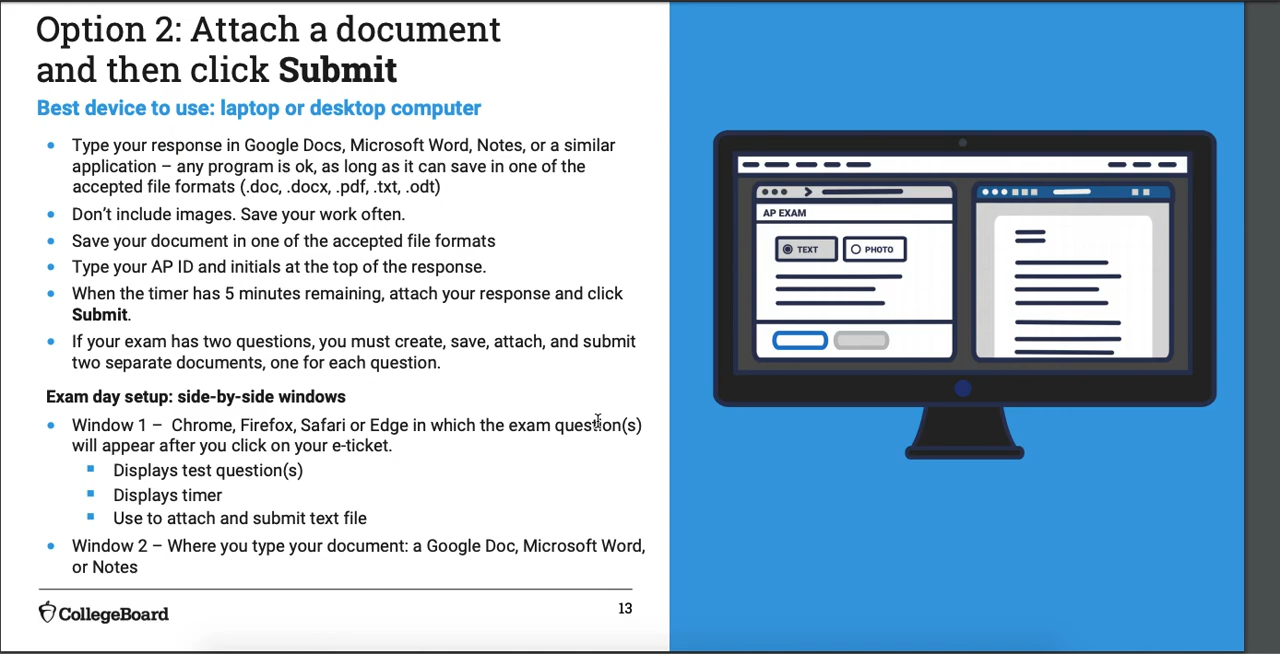 Option 2: Attach a document
and then click Submit
Best device to use: laptop or desktop computer
• Type your response in Google Docs, Microsoft Word, Notes, or a similar
application – any program is ok, as long as it can save in one of the
accepted file formats (.doc, .docx, .pdf, .txt, .odt)
• Don’t include images. Save your work often.
• Save your document in one of the accepted file formats
• Type your AP ID and initials at the top of the response.
• When the timer has 5 minutes remaining, attach your response and click
Submit.
• If your exam has two questions, you must create, save, attach, and submit
two separate documents, one for each question.
Exam day setup: side-by-side windows
• Window 1 – Chrome, Firefox, Safari or Edge in which the exam question(s)
will appear after you click on your e-ticket.
▪ Displays test question(s)
▪ Displays timer
▪ Use to attach and submit text file
• Window 2 – Where you type your document: a Google Doc, Microsoft Word,
or Notes
CollegeBoard
13
AP EXAM
TEXT
PHOTO